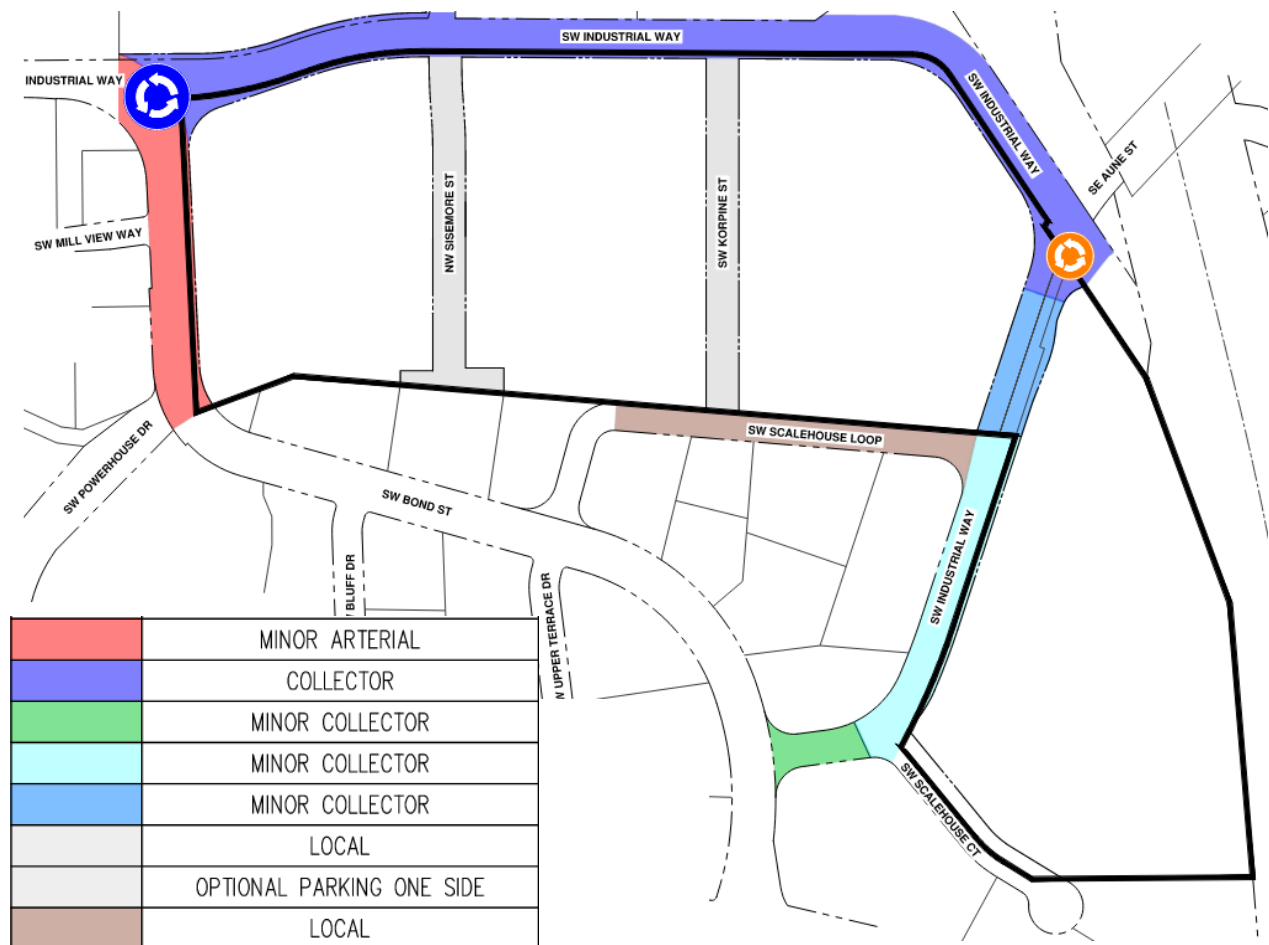 SW INDUSTRIAL WAY
INDUSTRIAL WAY
SW INDUSTRIAL WAY
SE AUNE ST
NW SISEMORE ST
SW KORPINE ST
SW MILL VIEW WAY
SW SCALEHOUSE LOOP
SW POWERHOUSE DR
SW BOND ST
SW INDUSTRIAL WAY
BLUFF DR
UPPER TERRACE DR
SW SCALEHOUSE CT
MINOR ARTERIAL
COLLECTOR
MINOR COLLECTOR
MINOR COLLECTOR
MINOR COLLECTOR
LOCAL
OPTIONAL PARKING ONE SIDE
LOCAL